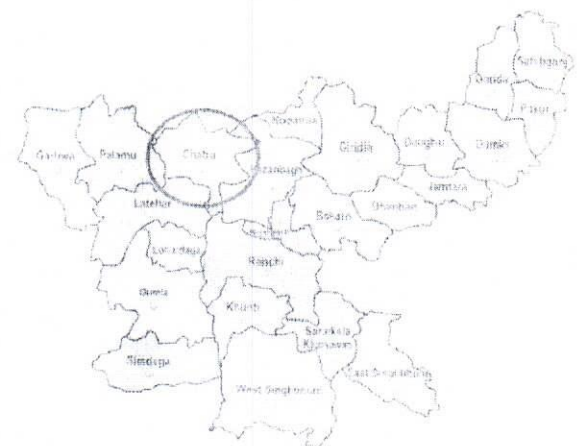 Sahibganj
Godda
Pakur
Koderma
Garhwa
Palamu
Chatra
Giridih
Deoghar
Dumka
Hazaribagh
Jamtara
Latehar
Bokaro
Dhanbad
Lohardaga
Ranchi
Gumla
Khunti
Saraikela
Kharsawan
Simdega
West Singhbhum
East Singhbhum